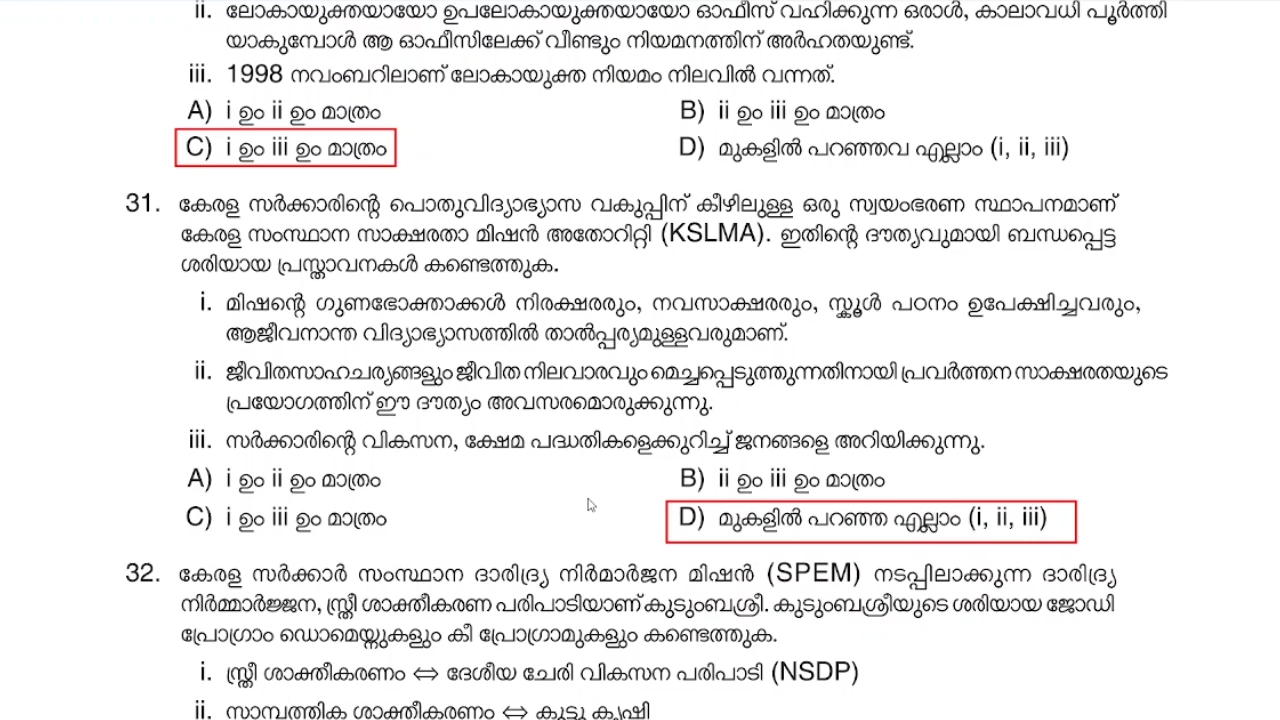 ii. ലോകായുക്തയായോ ഉപലോകായുക്തയായോ ഓഫീസ് വഹിക്കുന്ന ഒരാൾ, കാലാവധി പൂർത്തി
യാകുമ്പോൾ ആ ഓഫീസിലേക്ക് വീണ്ടും നിയമനത്തിന് അർഹതയുണ്ട്.
iii. 1998 നവംബറിലാണ് ലോകായുക്ത നിയമം നിലവിൽ വന്നത്.
A) i ഉം ii ഉം മാത്രം B) ii ഉം iii ഉം മാത്രം
C) i ഉം iii ഉം മാത്രം D) മുകളിൽ പറഞ്ഞവ എല്ലാം (i, ii, iii)
31. കേരള സർക്കാരിന്റെ പൊതുവിദ്യാഭ്യാസ വകുപ്പിന് കീഴിലുള്ള ഒരു സ്വയംഭരണ സ്ഥാപനമാണ്
കേരള സംസ്ഥാന സാക്ഷരതാ മിഷൻ അതോറിറ്റി (KSLMA). ഇതിന്റെ ദൗത്യവുമായി ബന്ധപ്പെട്ട
ശരിയായ പ്രസ്താവനകൾ കണ്ടെത്തുക.
i. മിഷന്റെ ഗുണഭോക്താക്കൾ നിരക്ഷരരും, നവസാക്ഷരരും, സ്കൂൾ പഠനം ഉപേക്ഷിച്ചവരും,
ആജീവനാന്ത വിദ്യാഭ്യാസത്തിൽ താൽപ്പര്യമുള്ളവരുമാണ്.
ii. ജീവിതസാഹചര്യങ്ങളും ജീവിത നിലവാരവും മെച്ചപ്പെടുത്തുന്നതിനായി പ്രവർത്തന സാക്ഷരതയുടെ
പ്രയോഗത്തിന് ഈ ദൗത്യം അവസരമൊരുക്കുന്നു.
iii. സർക്കാരിന്റെ വികസന, ക്ഷേമ പദ്ധതികളെക്കുറിച്ച് ജനങ്ങളെ അറിയിക്കുന്നു.
A) i ഉം ii ഉം മാത്രം B) ii ഉം iii ഉം മാത്രം
C) i ഉം iii ഉം മാത്രം D) മുകളിൽ പറഞ്ഞ എല്ലാം (i, ii, iii)
32. കേരള സർക്കാർ സംസ്ഥാന ദാരിദ്ര്യ നിർമാർജന മിഷൻ (SPEM) നടപ്പിലാക്കുന്ന ദാരിദ്ര്യ
നിർമ്മാർജ്ജന, സ്ത്രീ ശാക്തീകരണ പരിപാടിയാണ് കുടുംബശ്രീ. കുടുംബശ്രീയുടെ ശരിയായ ജോഡി
പ്രോഗ്രാം ഡൊമെയ്നുകളും കീ പ്രോഗ്രാമുകളും കണ്ടെത്തുക.
i. സ്ത്രീ ശാക്തീകരണം ⇔ ദേശീയ ചേരി വികസന പരിപാടി (NSDP)
ii. സാമ്പത്തിക ശാക്തീകരണം ⇔ കൂട്ടു കൃഷി